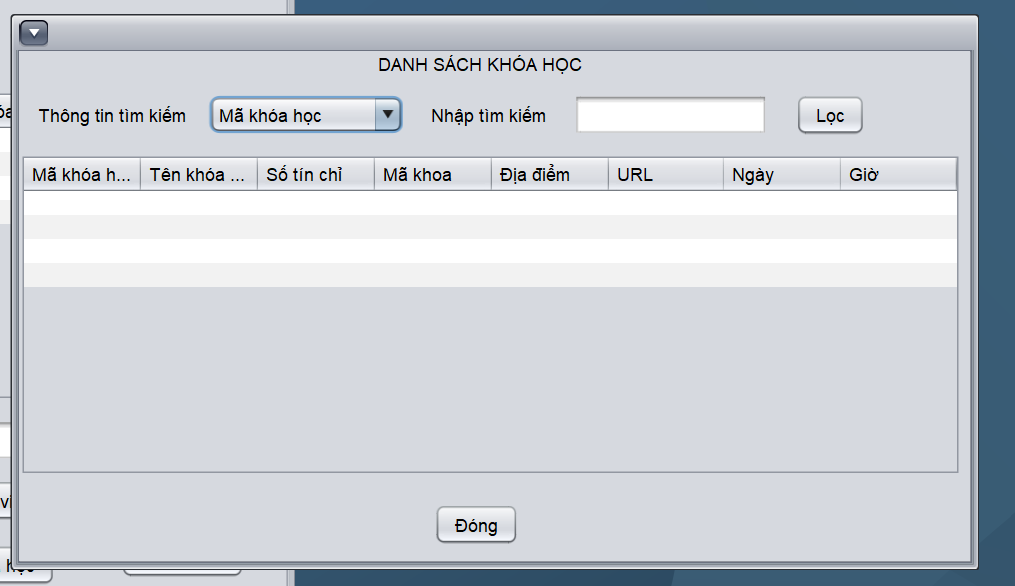 DANH SÁCH KHÓA HỌC
Thông tin tìm kiếm Mã khóa học Nhập tìm kiếm Lọc
Mã khóa h... Tên khóa ... Số tín chỉ Mã khoa Địa điểm URL Ngày Giờ
Đóng